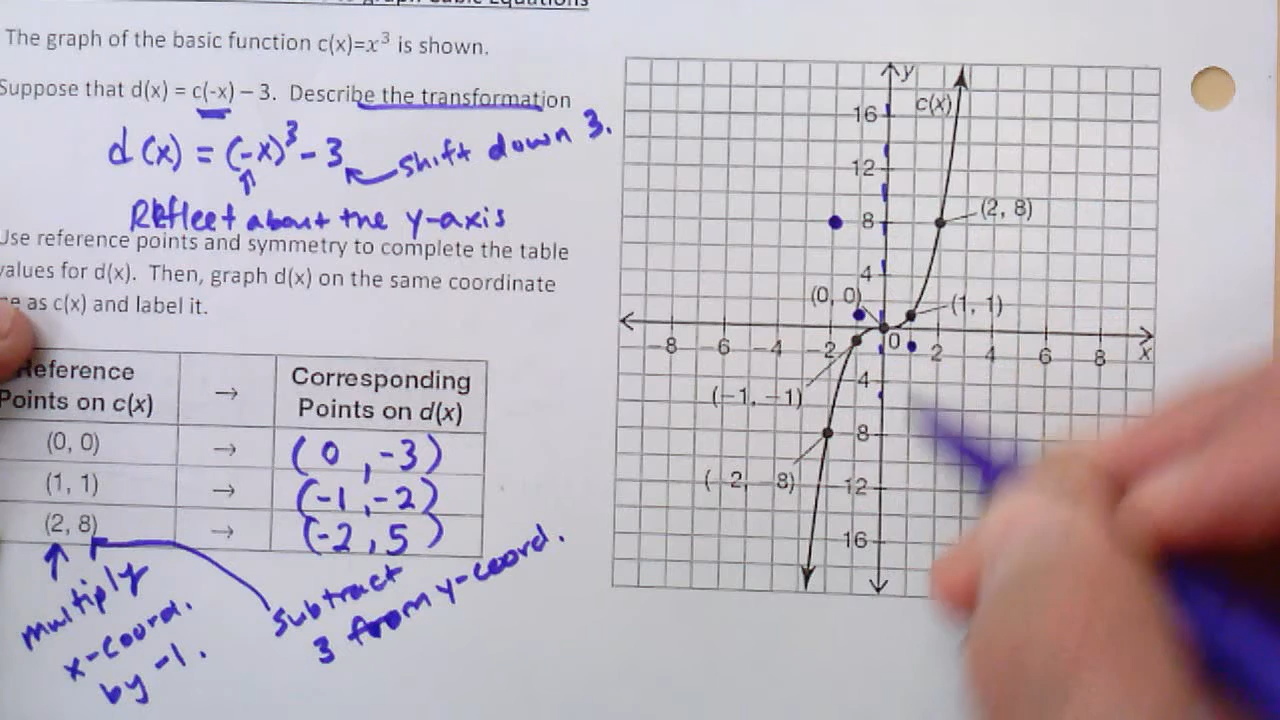 graph Cubic Equations
The graph of the basic function c(x)=x³ is shown.
Suppose that d(x) = c(-x) – 3. Describe the transformation
d(x) = (-x)³ - 3
shift down 3.
Reflect about the y-axis
Use reference points and symmetry to complete the table
values for d(x). Then, graph d(x) on the same coordinate
as c(x) and label it.
Reference Points on c(x) → Corresponding Points on d(x)
(0, 0) → (0, -3)
(1, 1) → (-1, -2)
(2, 8) → (-2, 5)
multiply
x-coord.
by -1.
subtract
3 from y-coord.
y
16
c(x)
12
8
(2, 8)
4
(0, 0)
(1, 1)
-8 -6 -4 -2 0 2 4 6 8 x
(−1, −1)
4
8
(-2, -8)
12
16